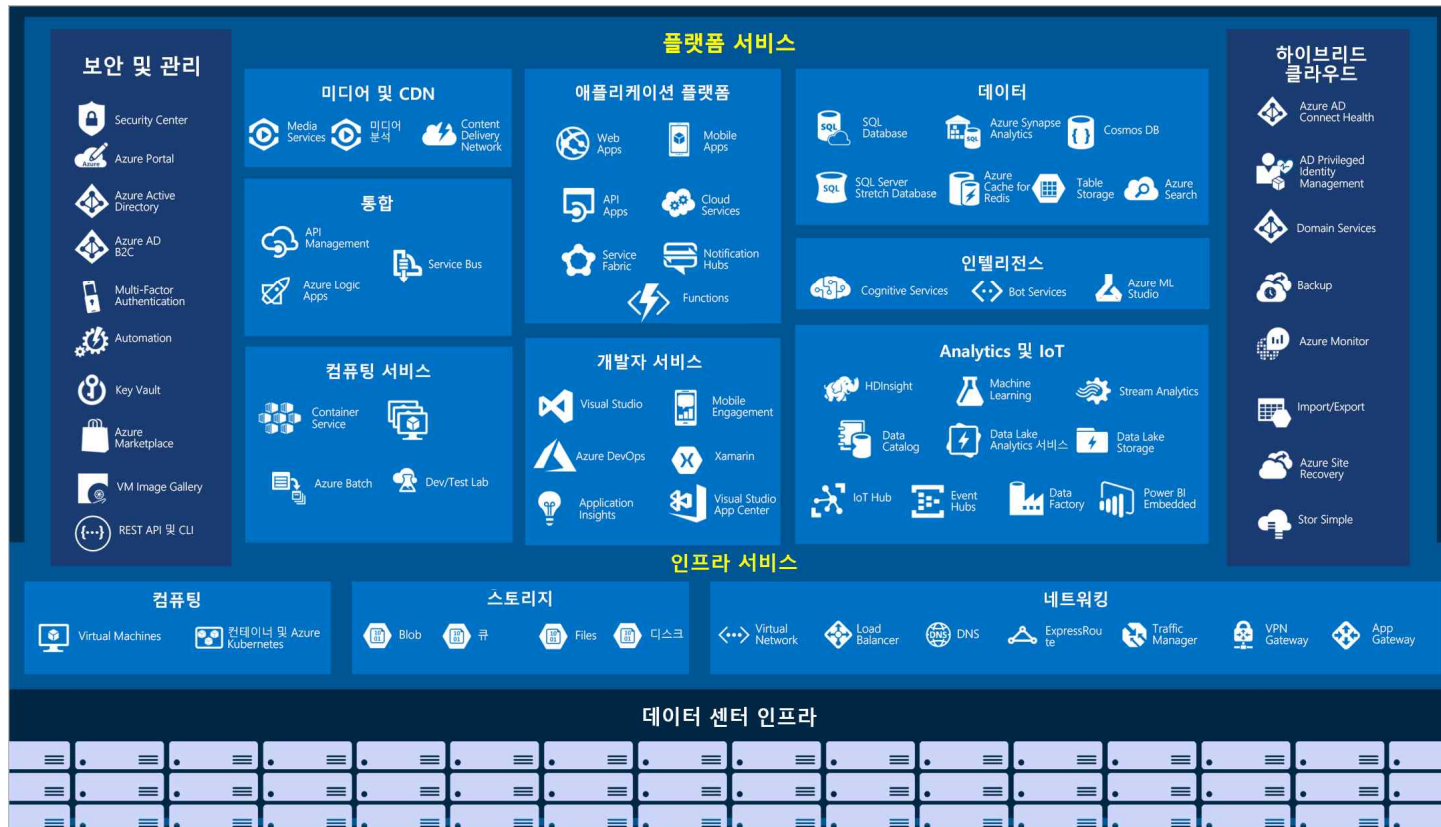 플랫폼 서비스
보안 및 관리
Security Center
Azure
Azure Portal
Azure Active
Directory
Azure AD
B2C
Multi-Factor
Authentication
Automation
Key Vault
Azure
Marketplace
VM Image Gallery
{...}
REST API 및 CLI
미디어 및 CDN
Media
Services
미디어
분석
Content
Delivery
Network
통합
API
Management
Service Bus
Azure Logic
Apps
컴퓨팅 서비스
Container
Service
Azure Batch
Dev/Test Lab
애플리케이션 플랫폼
Web
Apps
Mobile
Apps
API
Apps
Cloud
Services
Service
Fabric
Notification
Hubs
Functions
개발자 서비스
Visual Studio
Mobile
Engagement
Azure DevOps
Xamarin
Application
Insights
Visual Studio
App Center
데이터
SQL
SQL
Database
SQL
Azure Synapse
Analytics
{ }
Cosmos DB
SQL
SQL Server
Stretch Database
Azure
Cache for
Redis
Table
Storage
Azure
Search
인텔리전스
Cognitive Services
Bot Services
Azure ML
Studio
Analytics 및 IoT
HDInsight
Machine
Learning
Stream Analytics
Data
Catalog
Data Lake
Analytics 서비스
Data Lake
Storage
IoT Hub
Event
Hubs
Data
Factory
Power BI
Embedded
하이브리드
클라우드
Azure AD
Connect Health
AD Privileged
Identity
Management
Domain Services
Backup
Azure Monitor
Import/Export
Azure Site
Recovery
Stor Simple
인프라 서비스
컴퓨팅
Virtual Machines
컨테이너 및 Azure
Kubernetes
스토리지
10
01
Blob
10
01
큐
10
01
Files
10
01
디스크
네트워킹
Virtual
Network
Load
Balancer
DNS
DNS
ExpressRou
te
Traffic
Manager
VPN
Gateway
App
Gateway
데이터 센터 인프라